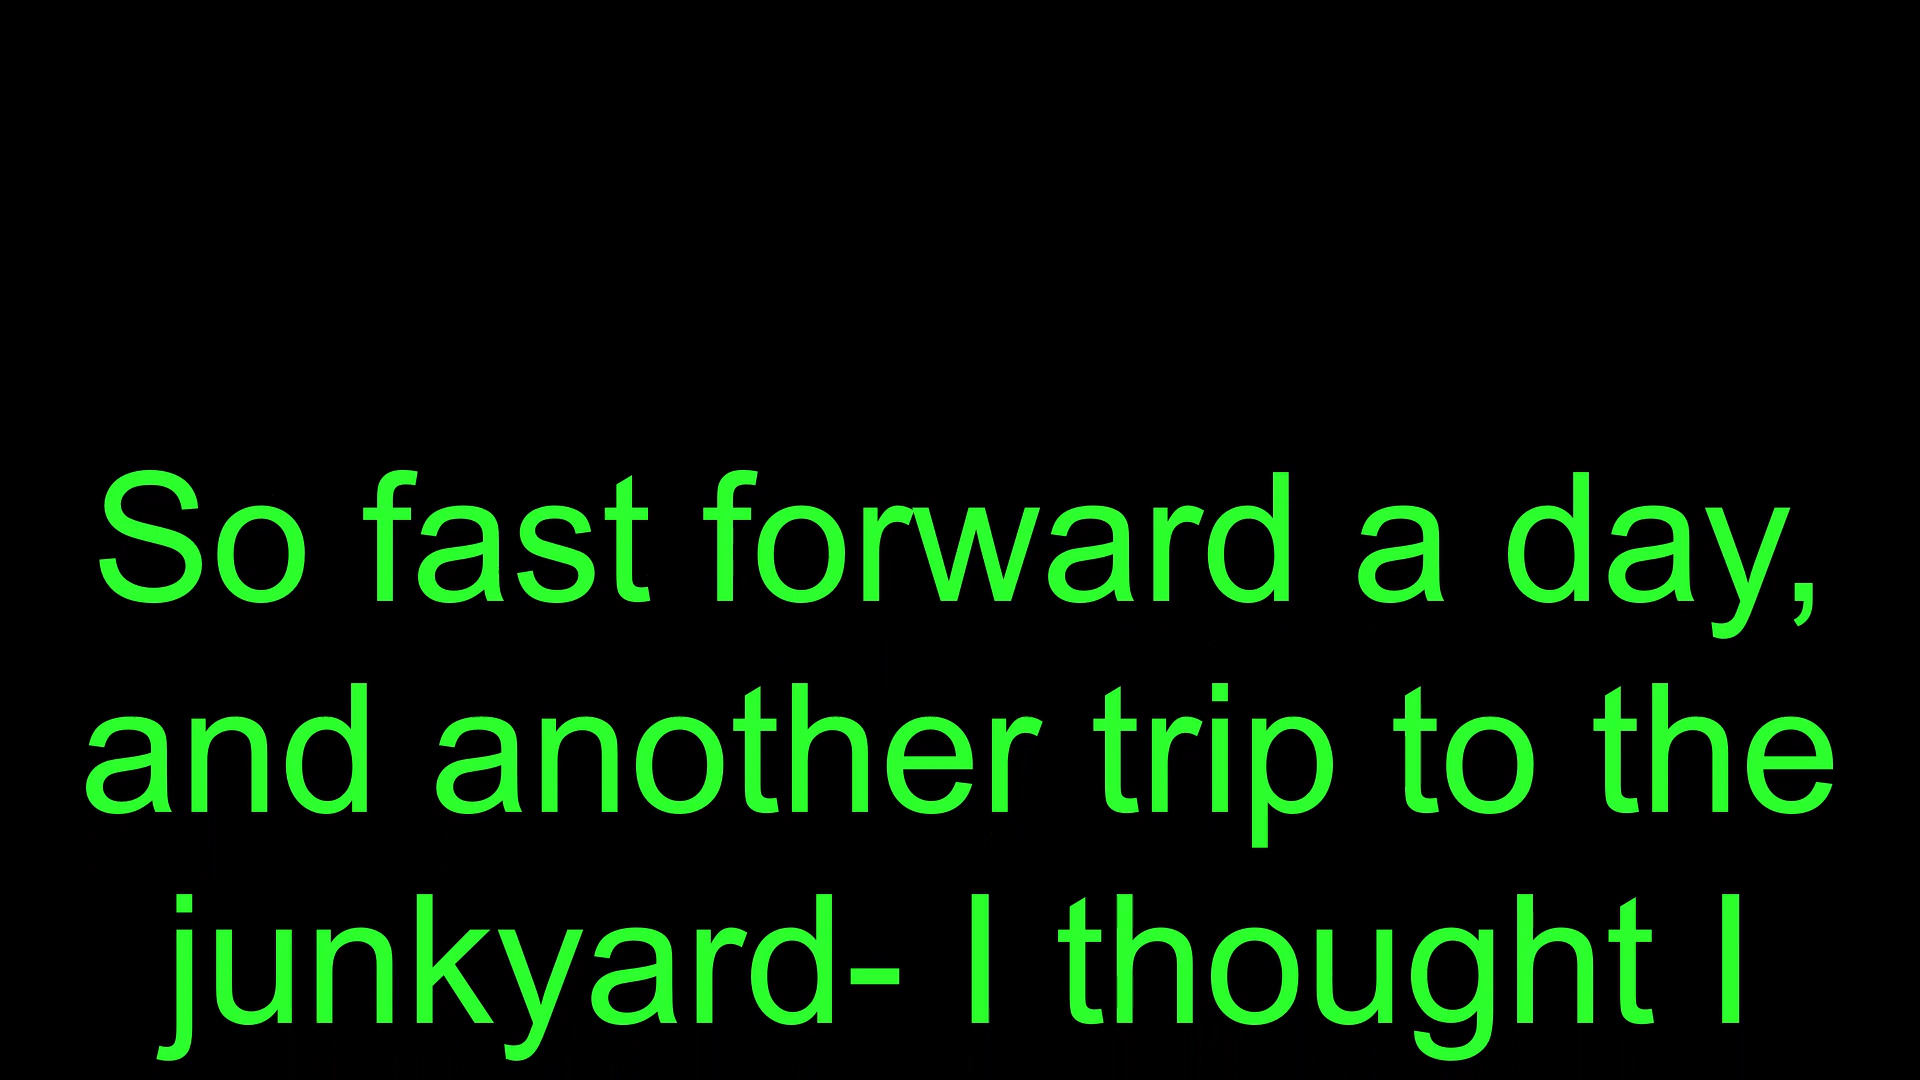 So fast forward a day,
and another trip to the
junkyard- I thought I